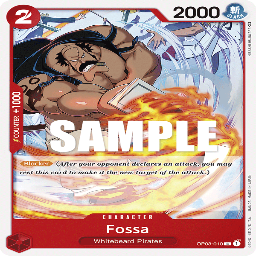 2
2000
斬
COUNTER +1000
SAMPLE
Blocker (After your opponent declares an attack, you may
rest this card to make it the new target of the attack.)
CHARACTER
Fossa
Whitebeard Pirates